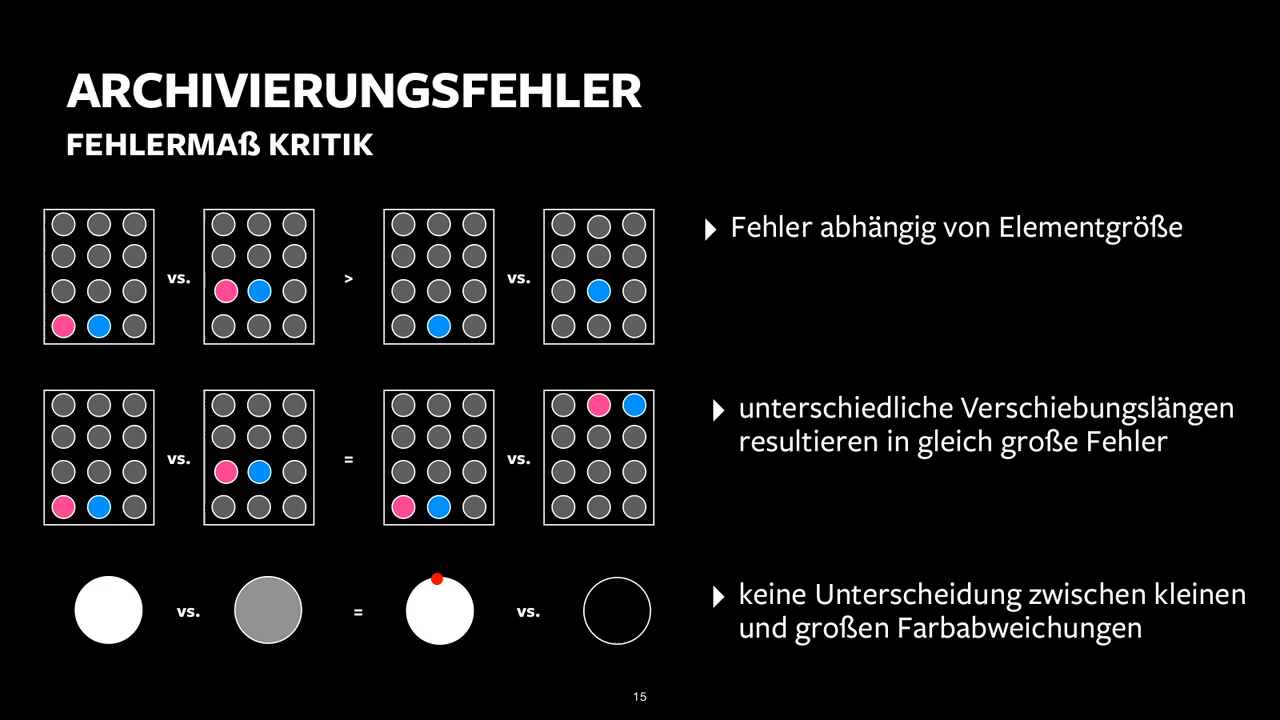 ARCHIVIERUNGSFEHLER
FEHLERMAß KRITIK
vs. > vs.
Fehler abhängig von Elementgröße
vs. = vs.
unterschiedliche Verschiebungslängen
resultieren in gleich große Fehler
vs. = vs.
keine Unterscheidung zwischen kleinen
und großen Farbabweichungen
15